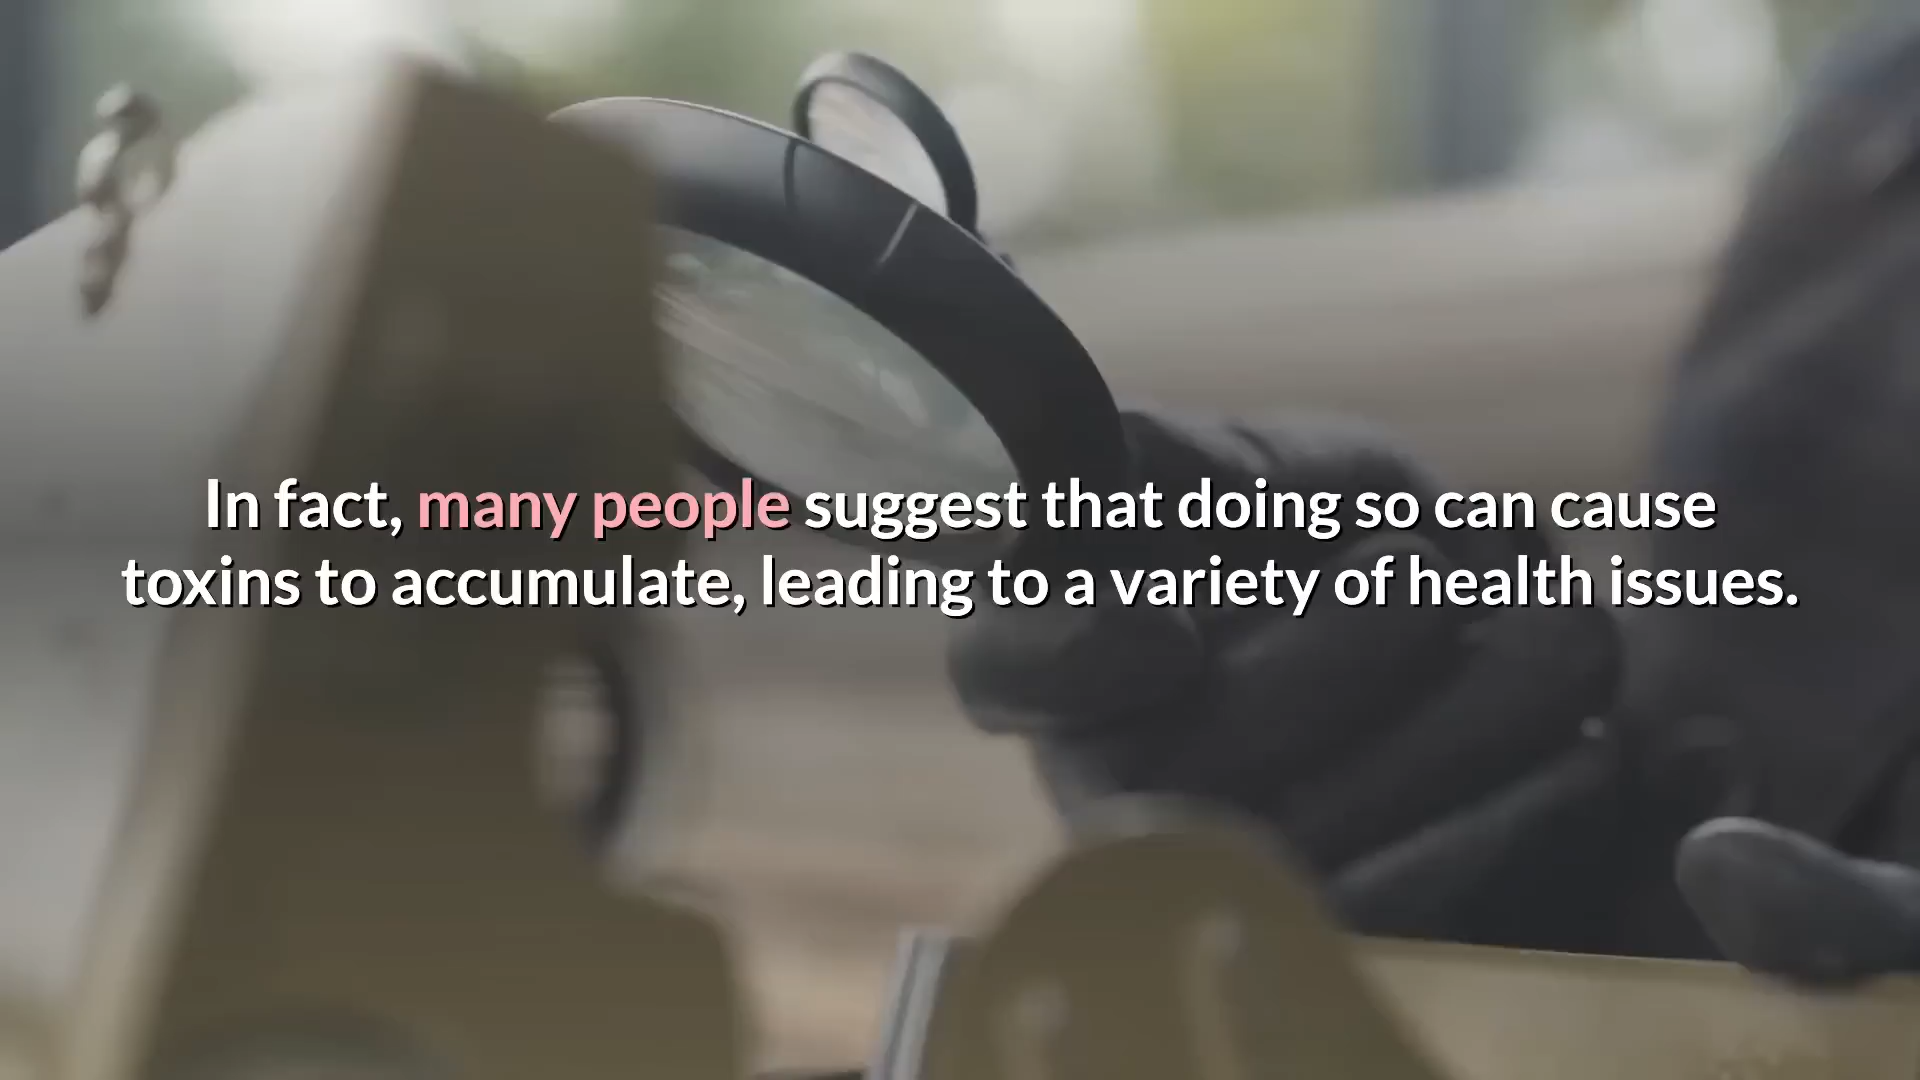 In fact, many people suggest that doing so can cause
toxins to accumulate, leading to a variety of health issues.